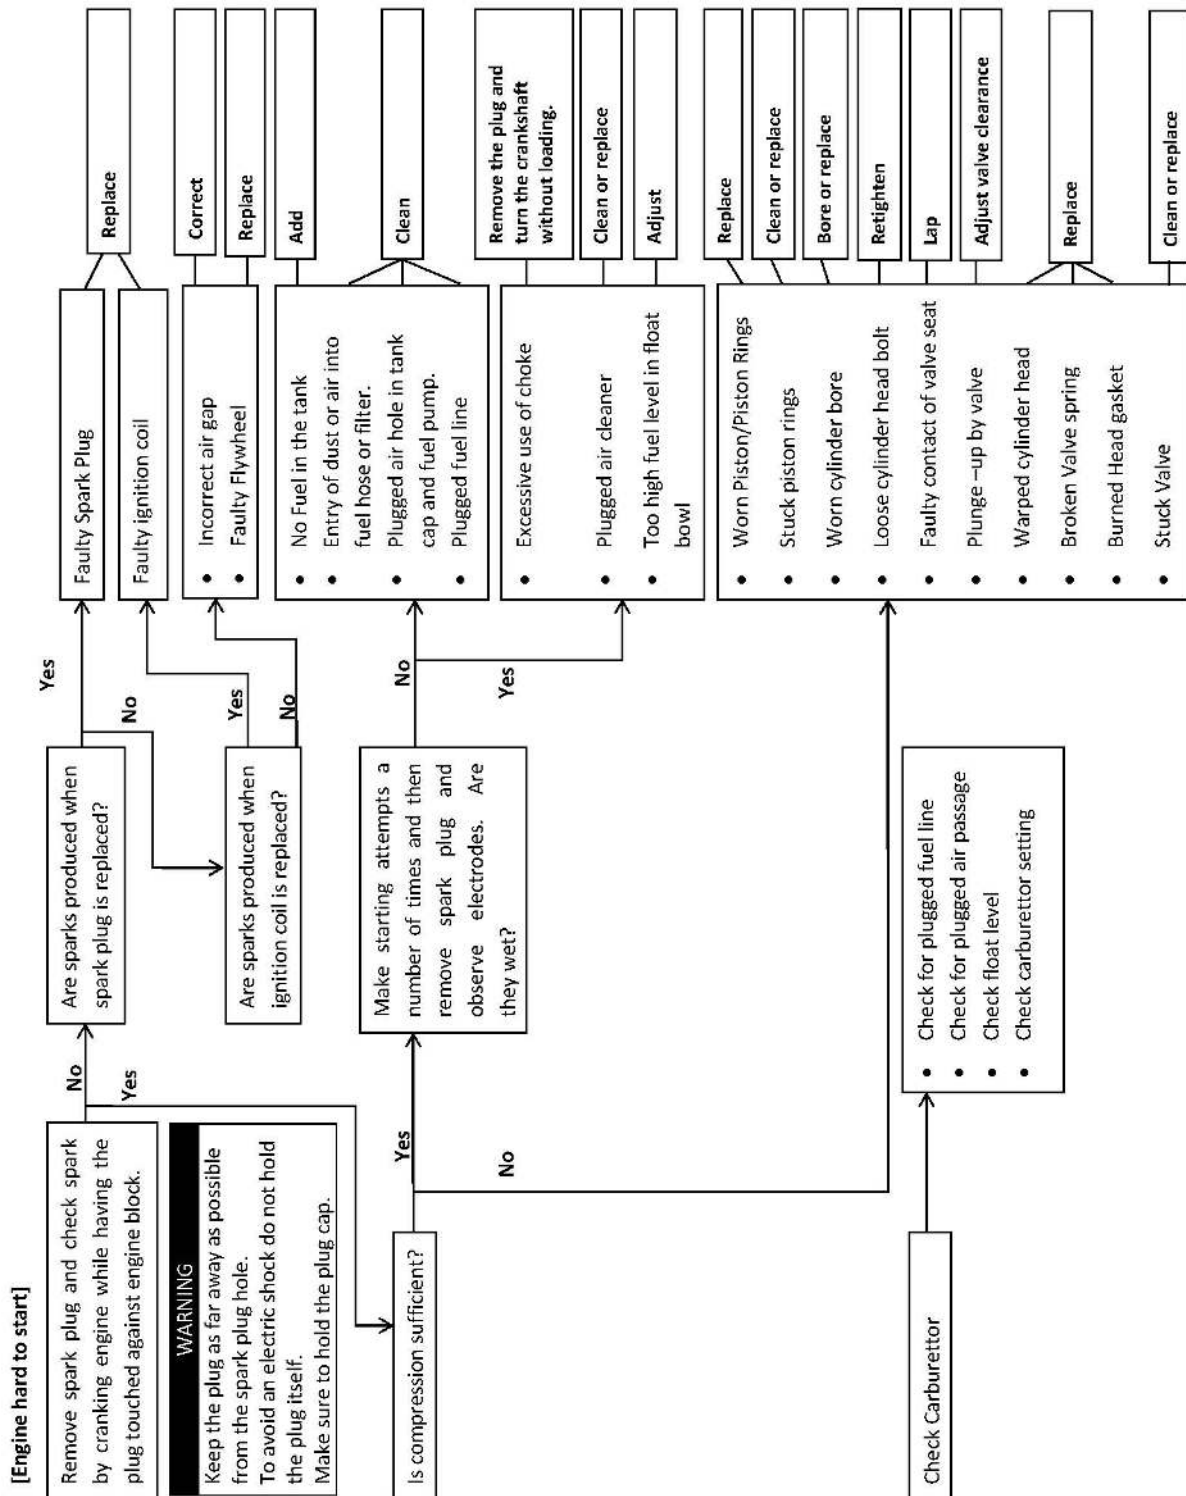 [Engine hard to start]
Remove spark plug and check spark
by cranking engine while having the
plug touched against engine block.
WARNING
Keep the plug as far away as possible
from the spark plug hole.
To avoid an electric shock do not hold
the plug itself.
Make sure to hold the plug cap.
No
Yes
Are sparks produced when
spark plug is replaced?
Yes
No
Are sparks produced when
ignition coil is replaced?
Yes
No
Faulty Spark Plug
Faulty ignition coil
Replace
• Incorrect air gap
• Faulty Flywheel
Correct
Replace
Is compression sufficient?
Yes
No
Make starting attempts a
number of times and then
remove spark plug and
observe electrodes. Are
they wet?
No
Yes
• No Fuel in the tank
• Entry of dust or air into
fuel hose or filter.
• Plugged air hole in tank
cap and fuel pump.
• Plugged fuel line
Add
Clean
• Excessive use of choke
• Plugged air cleaner
• Too high fuel level in float
bowl
Remove the plug and
turn the crankshaft
without loading.
Clean or replace
Adjust
• Worn Piston/Piston Rings
• Stuck piston rings
• Worn cylinder bore
• Loose cylinder head bolt
• Faulty contact of valve seat
• Plunge –up by valve
• Warped cylinder head
• Broken Valve spring
• Burned Head gasket
• Stuck Valve
Replace
Clean or replace
Bore or replace
Retighten
Lap
Adjust valve clearance
Replace
Clean or replace
Check Carburettor
• Check for plugged fuel line
• Check for plugged air passage
• Check float level
• Check carburettor setting